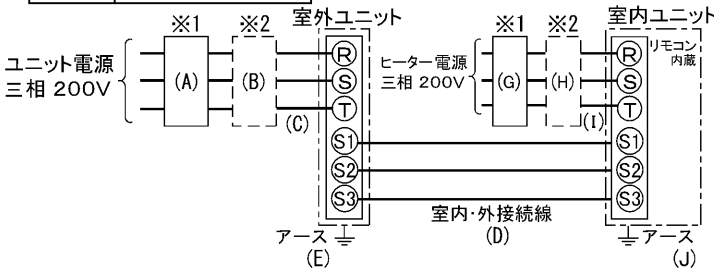 室外ユニット
室内ユニット
※1
※2
※1
※2
ユニット電源
三相 200V
(A)
(B)
(C)
R
S
T
S1
S2
S3
ヒーター電源
三相 200V
(G)
(H)
(I)
R
S
T
S1
S2
S3
リモコン
内蔵
室内・外接続線
(D)
アース
(E)
アース
(J)